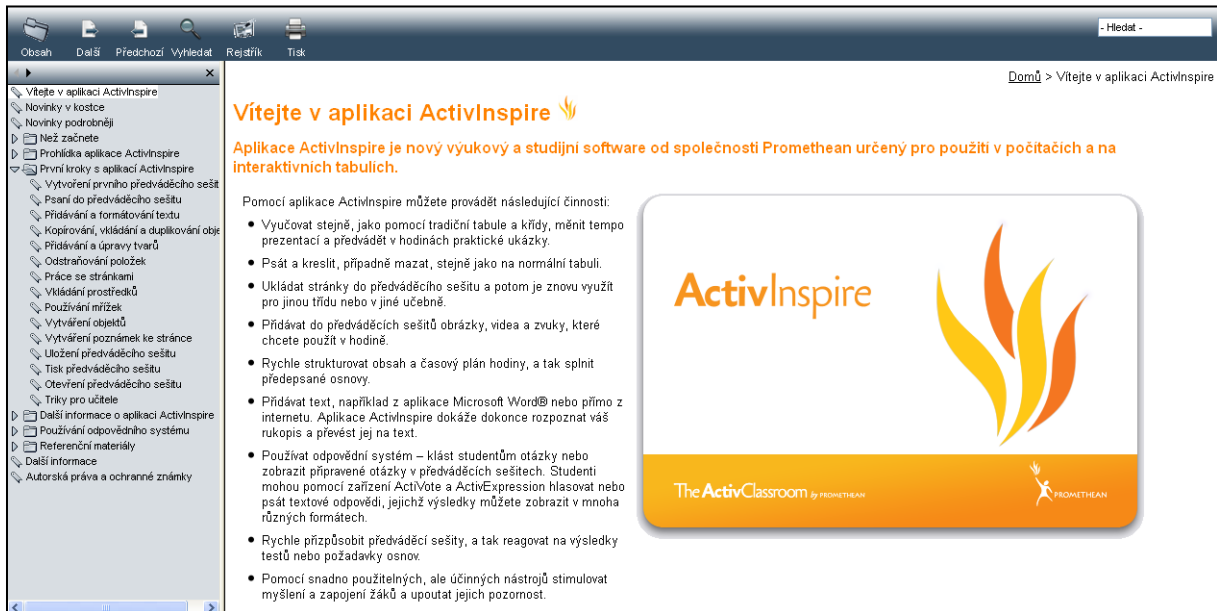 Obsah Další Předchozí Vyhledat Rejstřík Tisk
- Hledat -
Vítejte v aplikaci ActivInspire
Novinky v kostce
Novinky podrobněji
Než začnete
Prohlídka aplikace ActivInspire
První kroky s aplikací ActivInspire
Vytvoření prvního předváděcího sešit
Psaní do předváděcího sešitu
Přidávání a formátování textu
Kopírování, vkládání a duplikování obje
Přidávání a úpravy tvarů
Odstraňování položek
Práce se stránkami
Vkládání prostředků
Používání mřížek
Vytváření objektů
Vytváření poznámek ke stránce
Uložení předváděcího sešitu
Tisk předváděcího sešitu
Otevření předváděcího sešitu
Triky pro učitele
Další informace o aplikaci ActivInspire
Používání odpovědního systému
Referenční materiály
Další informace
Autorská práva a ochranné známky
Domů > Vítejte v aplikaci ActivInspire
Vítejte v aplikaci ActivInspire
Aplikace ActivInspire je nový výukový a studijní software od společnosti Promethean určený pro použití v počítačích a na
interaktivních tabulích.
Pomocí aplikace ActivInspire můžete provádět následující činnosti:
• Vyučovat stejně, jako pomocí tradiční tabule a křídy, měnit tempo
prezentací a předvádět v hodinách praktické ukázky.
• Psát a kreslit, případně mazat, stejně jako na normální tabuli.
• Ukládat stránky do předváděcího sešitu a potom je znovu využít
pro jinou třídu nebo v jiné učebně.
• Přidávat do předváděcích sešitů obrázky, videa a zvuky, které
chcete použít v hodině.
• Rychle strukturovat obsah a časový plán hodiny, a tak splnit
předepsané osnovy.
• Přidávat text, například z aplikace Microsoft Word® nebo přímo z
internetu. Aplikace ActivInspire dokáže dokonce rozpoznat váš
rukopis a převést jej na text.
• Používat odpovědní systém – klást studentům otázky nebo
zobrazit připravené otázky v předváděcích sešitech. Studenti
mohou pomocí zařízení ActiVote a ActivExpression hlasovat nebo
psát textové odpovědi, jejichž výsledky můžete zobrazit v mnoha
různých formátech.
• Rychle přizpůsobit předváděcí sešity, a tak reagovat na výsledky
testů nebo požadavky osnov.
• Pomocí snadno použitelných, ale účinných nástrojů stimulovat
myšlení a zapojení žáků a upoutat jejich pozornost.
ActivInspire
The ActivClassroom by PROMETHEAN
PROMETHEAN